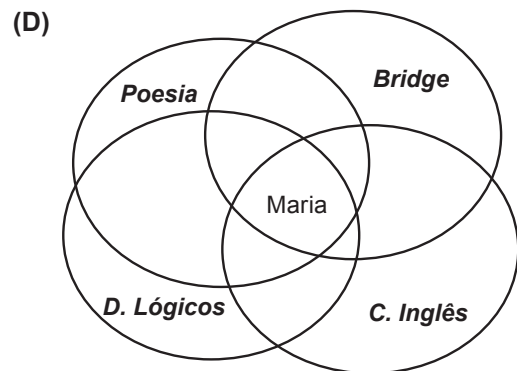 (D)
Poesia
Bridge
Maria
D. Lógicos
C. Inglês